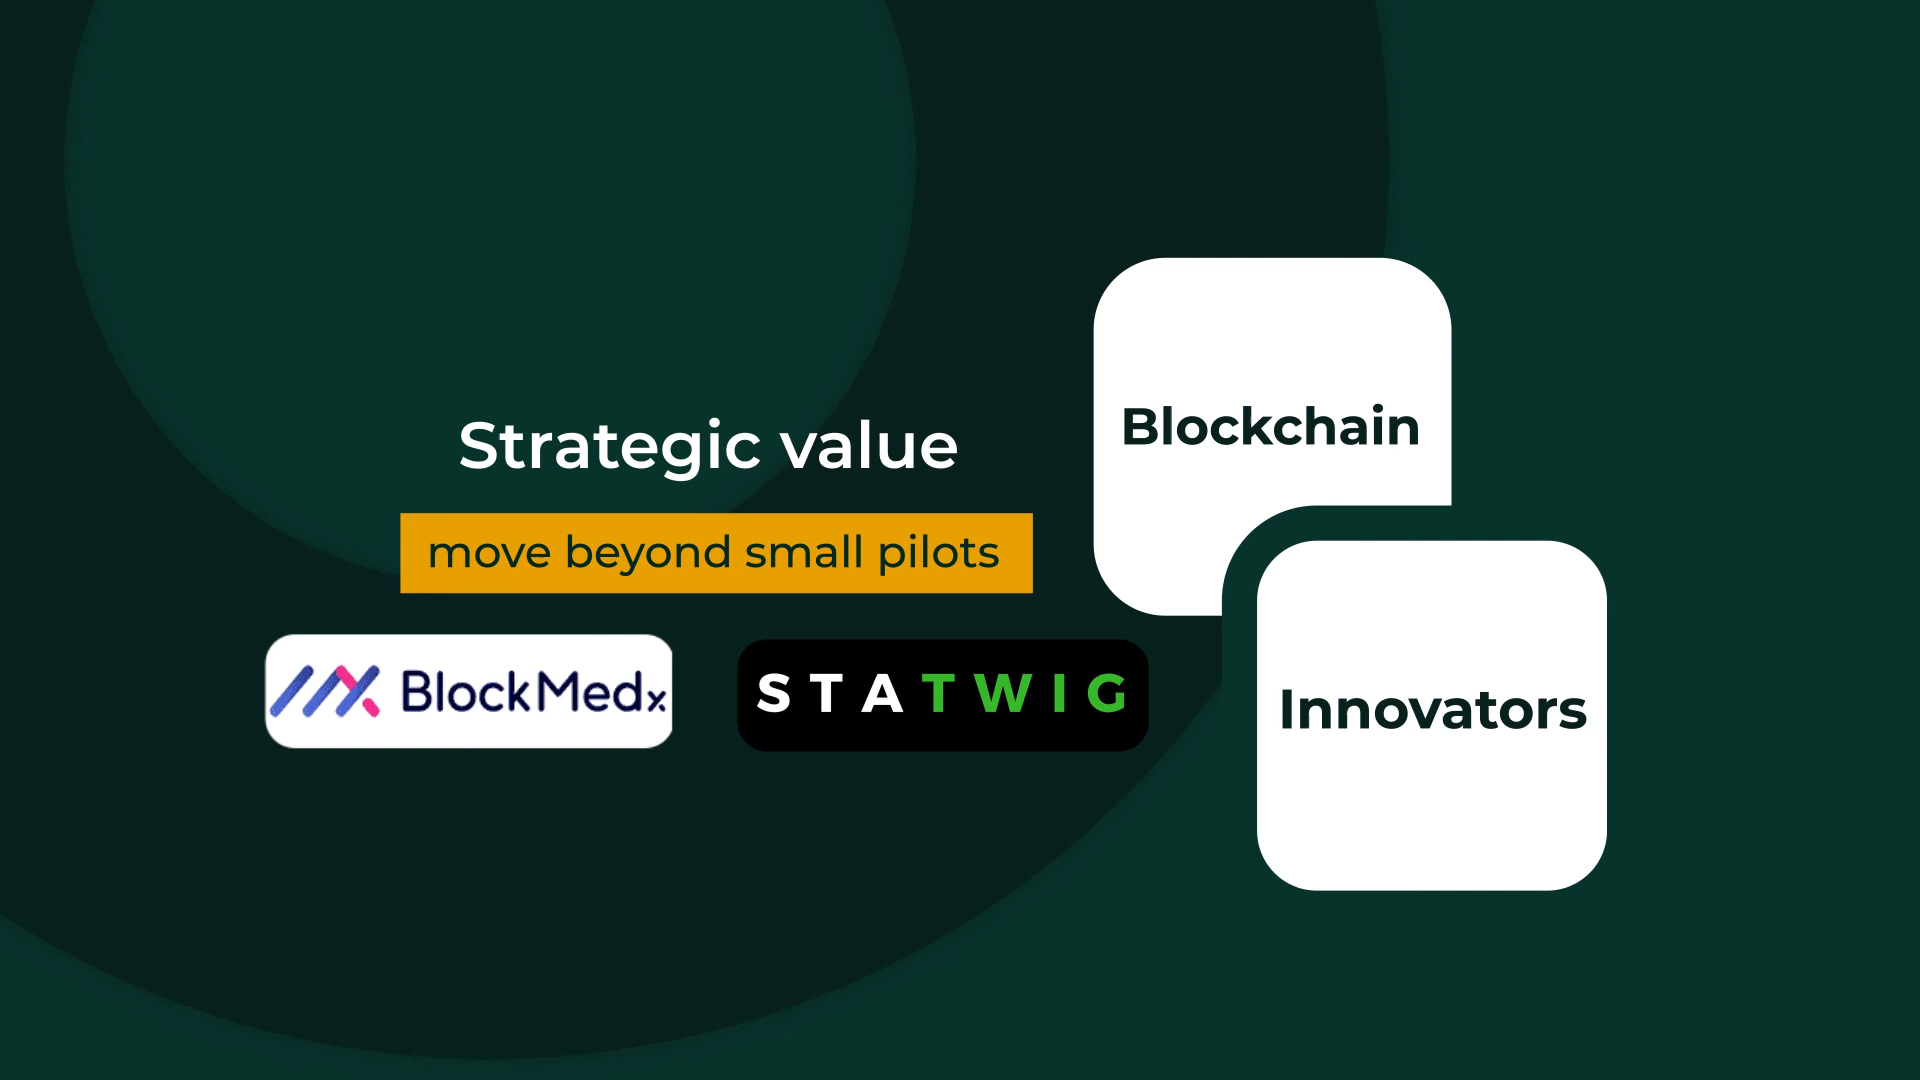 Strategic value
move beyond small pilots
BlockMedx
STATWIG
Blockchain
Innovators